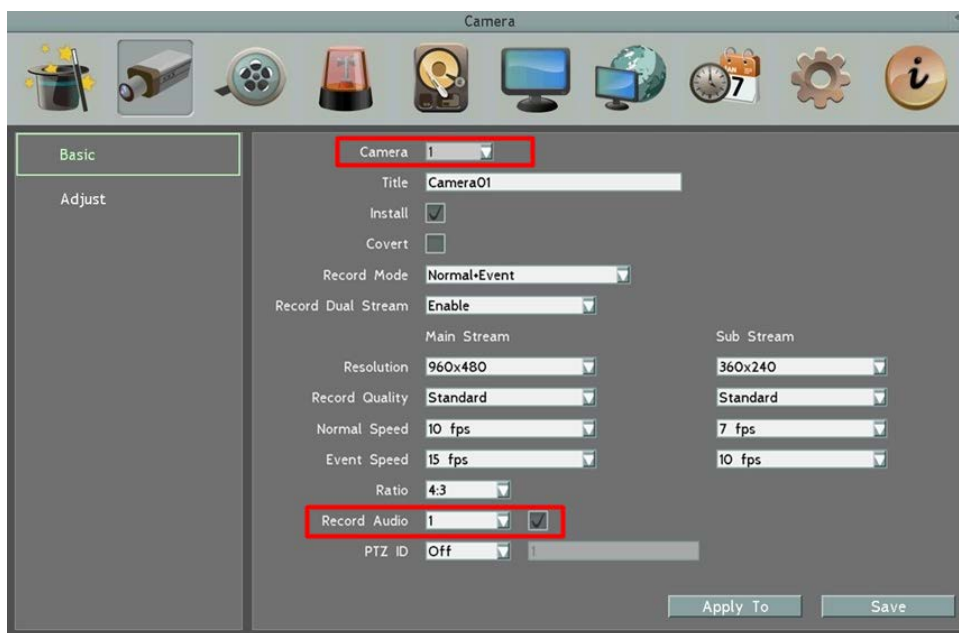 Camera
JAN
7
i
Basic
Adjust
Camera 1
Title Camera01
Install
Covert
Record Mode Normal+Event
Record Dual Stream Enable
Main Stream Sub Stream
Resolution 960x480 360x240
Record Quality Standard Standard
Normal Speed 10 fps 7 fps
Event Speed 15 fps 10 fps
Ratio 4:3
Record Audio 1
PTZ ID Off 1
Apply To Save